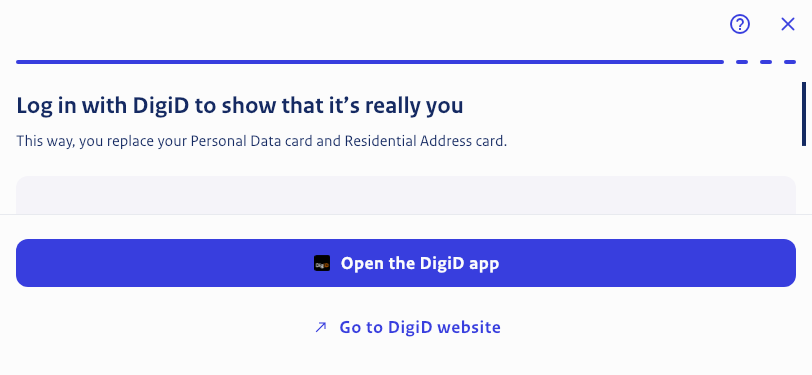 Log in with DigiD to show that it's really you
This way, you replace your Personal Data card and Residential Address card.
DigiD
Open the DigiD app
Go to DigiD website